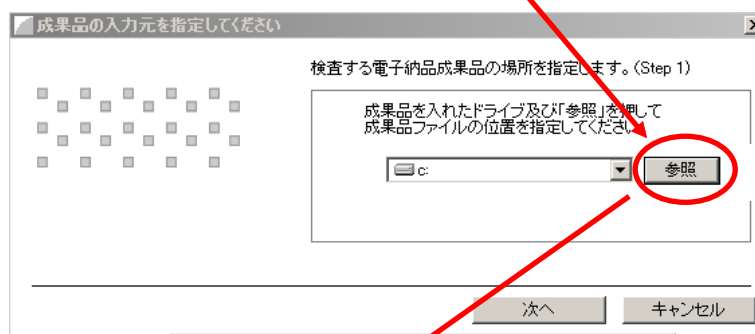 成果品の入力元を指定してください
検査する電子納品成果品の場所を指定します。(Step 1)
成果品を入れたドライブ及び「参照」を押して
成果品ファイルの位置を指定してください
c:
参照
次へ
キャンセル